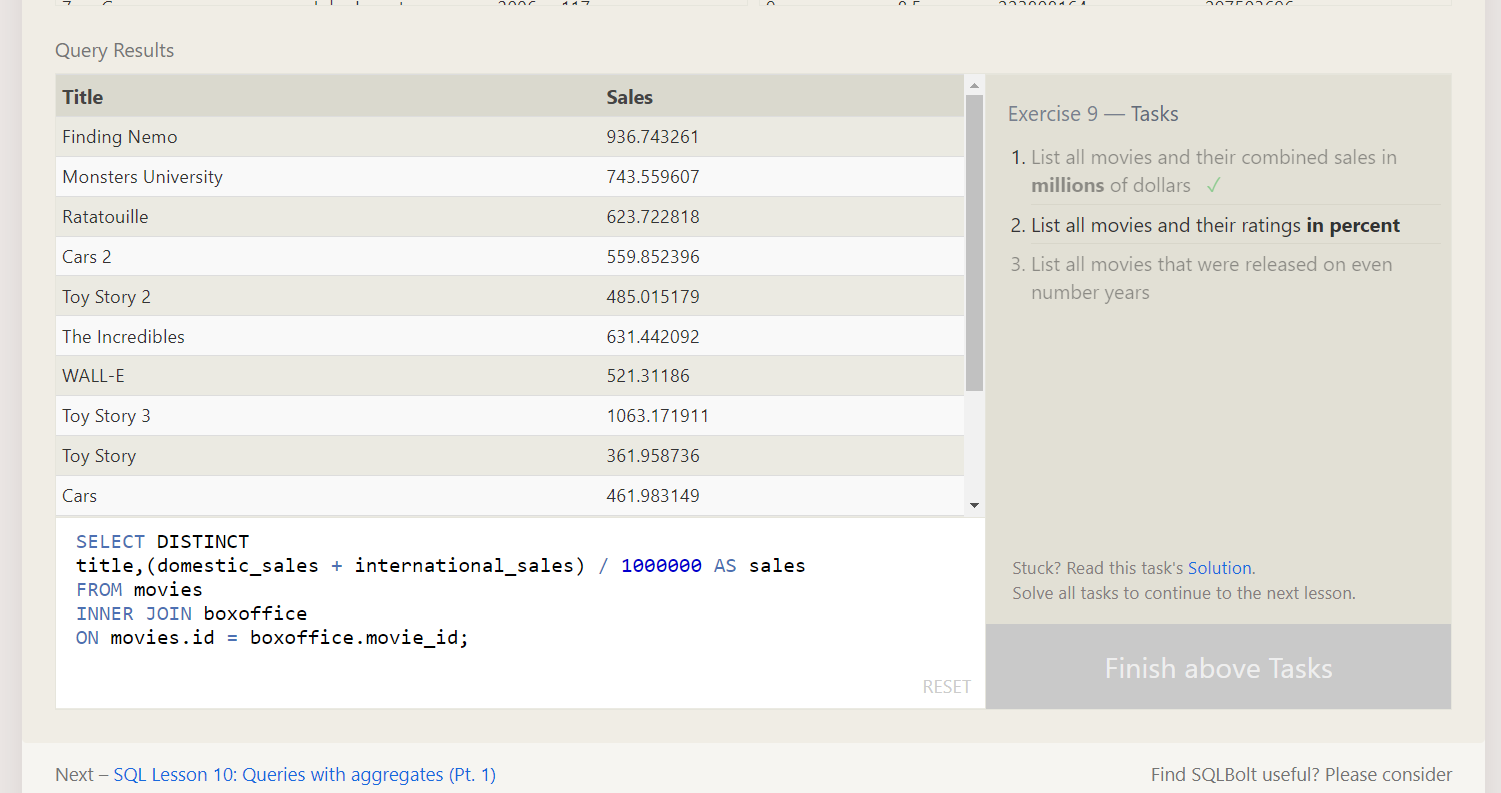 Query Results
Title Sales
Finding Nemo 936.743261
Monsters University 743.559607
Ratatouille 623.722818
Cars 2 559.852396
Toy Story 2 485.015179
The Incredibles 631.442092
WALL-E 521.31186
Toy Story 3 1063.171911
Toy Story 361.958736
Cars 461.983149
SELECT DISTINCT
title,(domestic_sales + international_sales) / 1000000 AS sales
FROM movies
INNER JOIN boxoffice
ON movies.id = boxoffice.movie_id;
RESET
Exercise 9 — Tasks
1. List all movies and their combined sales in
millions of dollars ✓
2. List all movies and their ratings in percent
3. List all movies that were released on even
number years
Stuck? Read this task's Solution.
Solve all tasks to continue to the next lesson.
Finish above Tasks
Next – SQL Lesson 10: Queries with aggregates (Pt. 1)
Find SQLBolt useful? Please consider